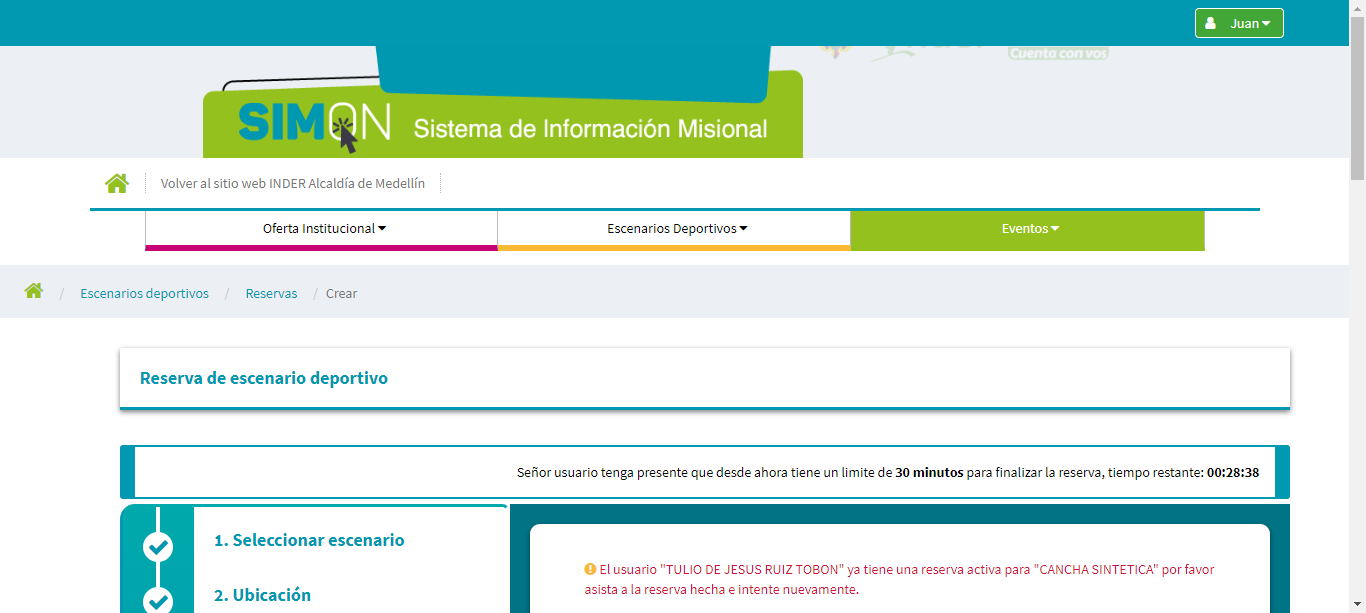 Juan
Cuenta con vos
SIMON Sistema de Información Misional
Volver al sitio web INDER Alcaldía de Medellín
Oferta Institucional
Escenarios Deportivos
Eventos
/ Escenarios deportivos / Reservas / Crear
Reserva de escenario deportivo
Señor usuario tenga presente que desde ahora tiene un limite de 30 minutos para finalizar la reserva, tiempo restante: 00:28:38
1. Seleccionar escenario
2. Ubicación
El usuario "TULIO DE JESUS RUIZ TOBON" ya tiene una reserva activa para "CANCHA SINTETICA" por favor
asista a la reserva hecha e intente nuevamente.